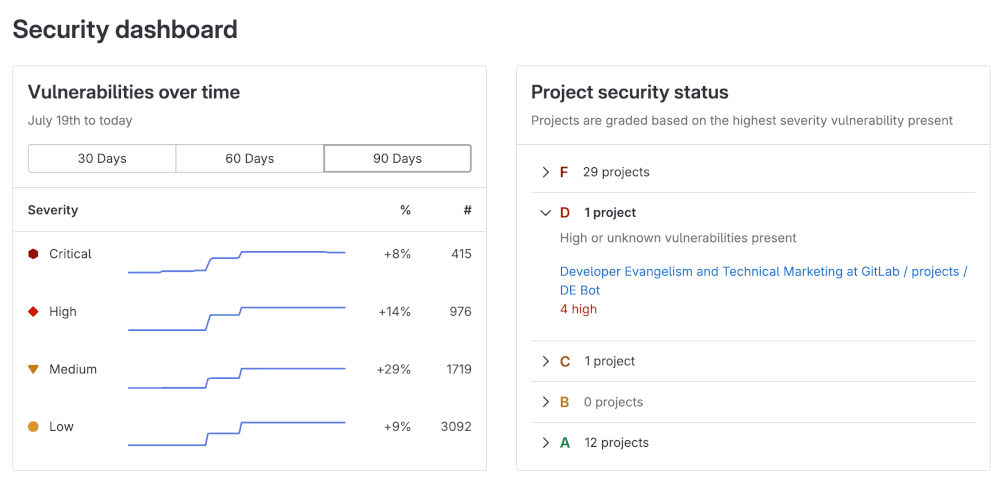 Security dashboard
Vulnerabilities over time
July 19th to today
30 Days 60 Days 90 Days
Severity % #
Critical +8% 415
High +14% 976
Medium +29% 1719
Low +9% 3092
Project security status
Projects are graded based on the highest severity vulnerability present
F 29 projects
D 1 project
High or unknown vulnerabilities present
Developer Evangelism and Technical Marketing at GitLab / projects /
DE Bot
4 high
C 1 project
B 0 projects
A 12 projects